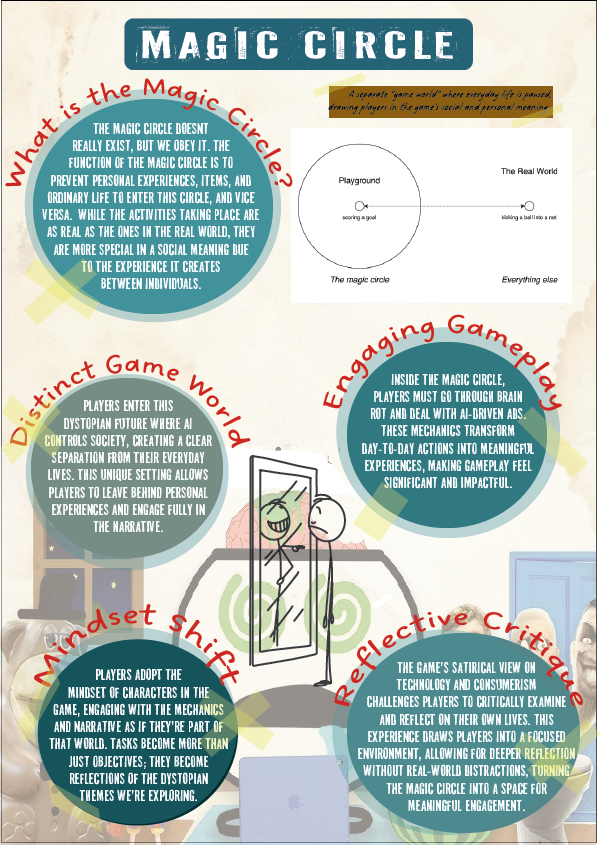 MAGIC CIRCLE
A separate "game world" where everyday life is paused,
drawing players in the game's social and personal meaning
What is the Magic Circle?
THE MAGIC CIRCLE DOESNT
REALLY EXIST, BUT WE OBEY IT. THE
FUNCTION OF THE MAGIC CIRCLE IS TO
PREVENT PERSONAL EXPERIENCES, ITEMS, AND
ORDINARY LIFE TO ENTER THIS CIRCLE, AND VICE
VERSA. WHILE THE ACTIVITIES TAKING PLACE ARE
AS REAL AS THE ONES IN THE REAL WORLD, THEY
ARE MORE SPECIAL IN A SOCIAL MEANING DUE
TO THE EXPERIENCE IT CREATES
BETWEEN INDIVIDUALS.
Playground
The Real World
scoring a goal
kicking a ball into a net
The magic circle
Everything else
Distinct Game World
PLAYERS ENTER THIS
DYSTOPIAN FUTURE WHERE AI
CONTROLS SOCIETY, CREATING A CLEAR
SEPARATION FROM THEIR EVERYDAY
LIVES. THIS UNIQUE SETTING ALLOWS
PLAYERS TO LEAVE BEHIND PERSONAL
EXPERIENCES AND ENGAGE FULLY IN
THE NARRATIVE.
Engaging Gameplay
INSIDE THE MAGIC CIRCLE,
PLAYERS MUST GO THROUGH BRAIN
ROT AND DEAL WITH AI-DRIVEN ADS.
THESE MECHANICS TRANSFORM
DAY-TO-DAY ACTIONS INTO MEANINGFUL
EXPERIENCES, MAKING GAMEPLAY FEEL
SIGNIFICANT AND IMPACTFUL.
Mindset Shift
PLAYERS ADOPT THE
MINDSET OF CHARACTERS IN THE
GAME, ENGAGING WITH THE MECHANICS
AND NARRATIVE AS IF THEY'RE PART OF
THAT WORLD. TASKS BECOME MORE THAN
JUST OBJECTIVES; THEY BECOME
REFLECTIONS OF THE DYSTOPIAN
THEMES WE'RE EXPLORING.
Reflective Critique
THE GAME'S SATIRICAL VIEW ON
TECHNOLOGY AND CONSUMERISM
CHALLENGES PLAYERS TO CRITICALLY EXAMINE
AND REFLECT ON THEIR OWN LIVES. THIS
EXPERIENCE DRAWS PLAYERS INTO A FOCUSED
ENVIRONMENT, ALLOWING FOR DEEPER REFLECTION
WITHOUT REAL-WORLD DISTRACTIONS, TURNING
THE MAGIC CIRCLE INTO A SPACE FOR
MEANINGFUL ENGAGEMENT.